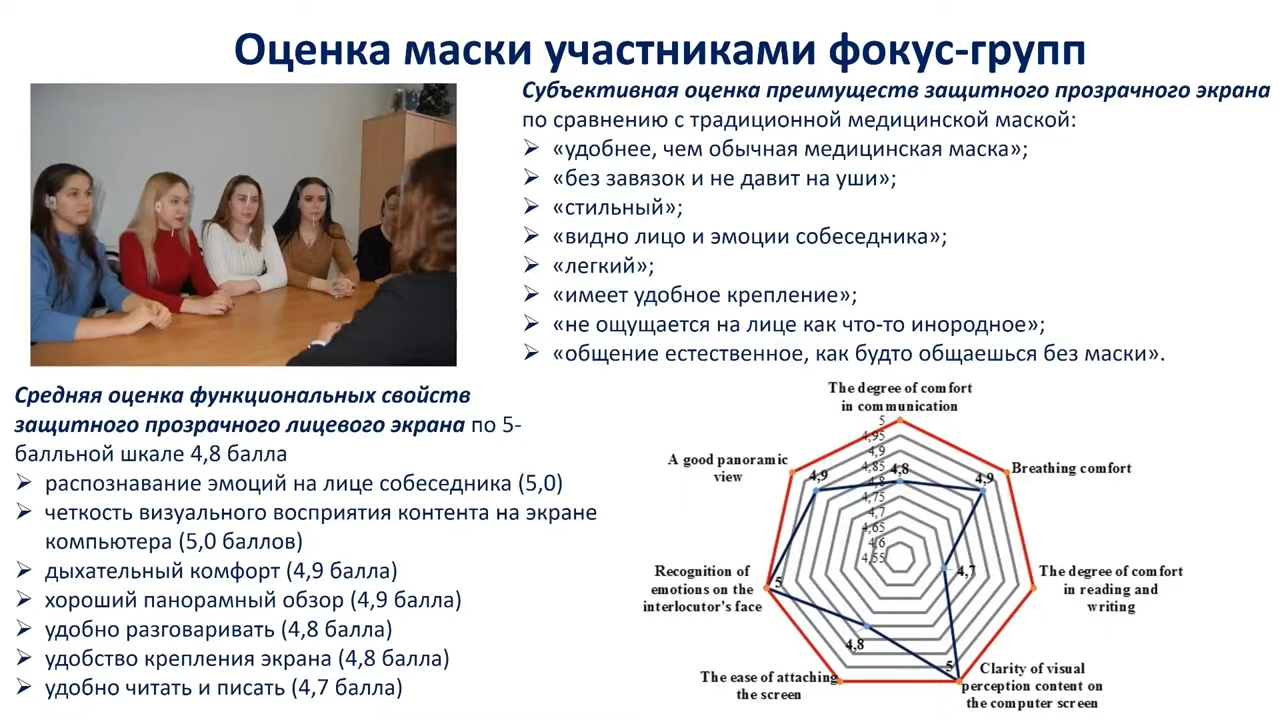 Оценка маски участниками фокус-групп
Субъективная оценка преимуществ защитного прозрачного экрана
по сравнению с традиционной медицинской маской:
➢ «удобнее, чем обычная медицинская маска»;
➢ «без завязок и не давит на уши»;
➢ «стильный»;
➢ «видно лицо и эмоции собеседника»;
➢ «легкий»;
➢ «имеет удобное крепление»;
➢ «не ощущается на лице как что-то инородное»;
➢ «общение естественное, как будто общаешься без маски».
Средняя оценка функциональных свойств
защитного прозрачного лицевого экрана по 5-
балльной шкале 4,8 балла
➢ распознавание эмоций на лице собеседника (5,0)
➢ четкость визуального восприятия контента на экране
компьютера (5,0 баллов)
➢ дыхательный комфорт (4,9 балла)
➢ хороший панорамный обзор (4,9 балла)
➢ удобно разговаривать (4,8 балла)
➢ удобство крепления экрана (4,8 балла)
➢ удобно читать и писать (4,7 балла)
The degree of comfort
in communication
5
4,95
4,9
4,85
4,8
4,75
4,7
4,65
4,6
4,55
4,8
Breathing comfort
4,9
The degree of comfort
in reading and
writing
4,7
Clarity of visual
perception content on
the computer screen
5
The ease of attaching
the screen
4,8
Recognition of
emotions on the
interlocutor's face
5
A good panoramic
view
4,9